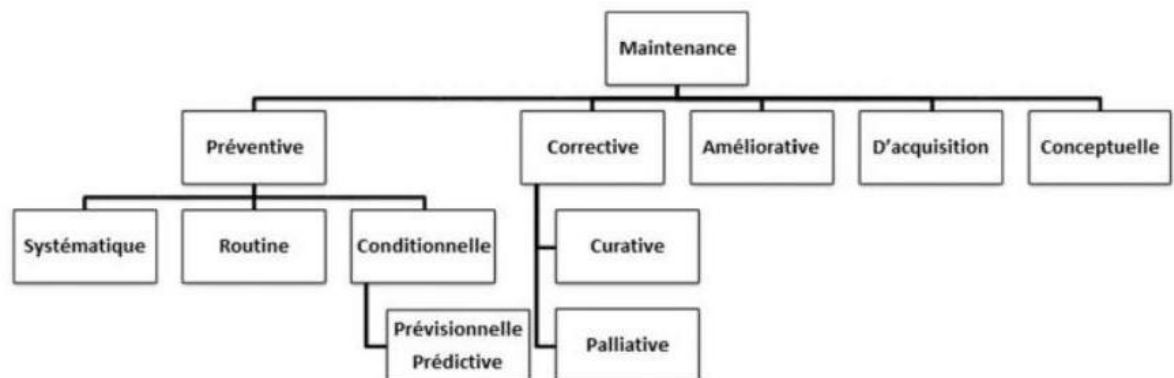 Maintenance
Préventive
Corrective
Améliorative
D'acquisition
Conceptuelle
Systématique
Routine
Conditionnelle
Curative
Prévisionnelle
Prédictive
Palliative